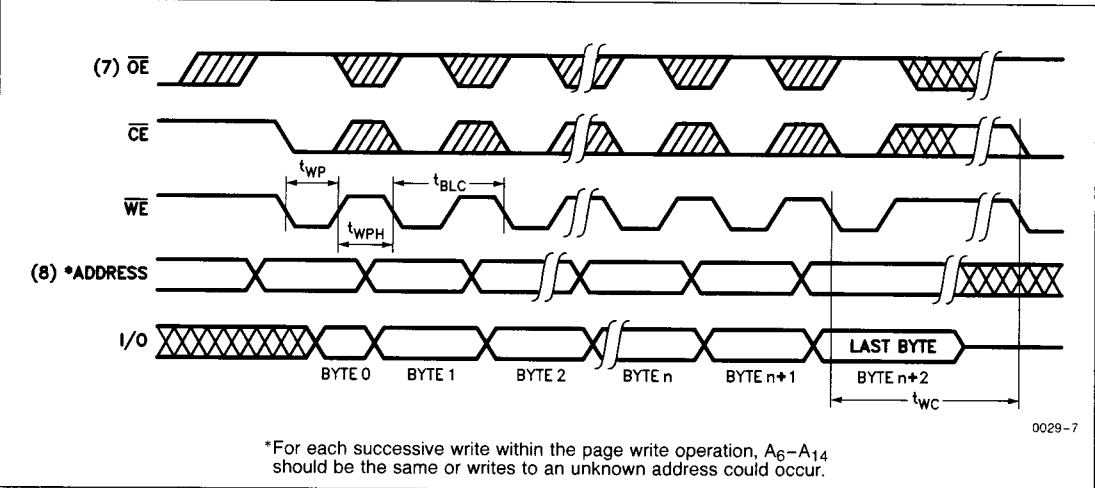 (7) OE
CE
tWP
tBLC
WE
tWPH
(8) *ADDRESS
I/O
LAST BYTE
BYTE 0 BYTE 1 BYTE 2 BYTE n BYTE n+1 BYTE n+2
tWC
0029-7
*For each successive write within the page write operation, A6–A14
should be the same or writes to an unknown address could occur.